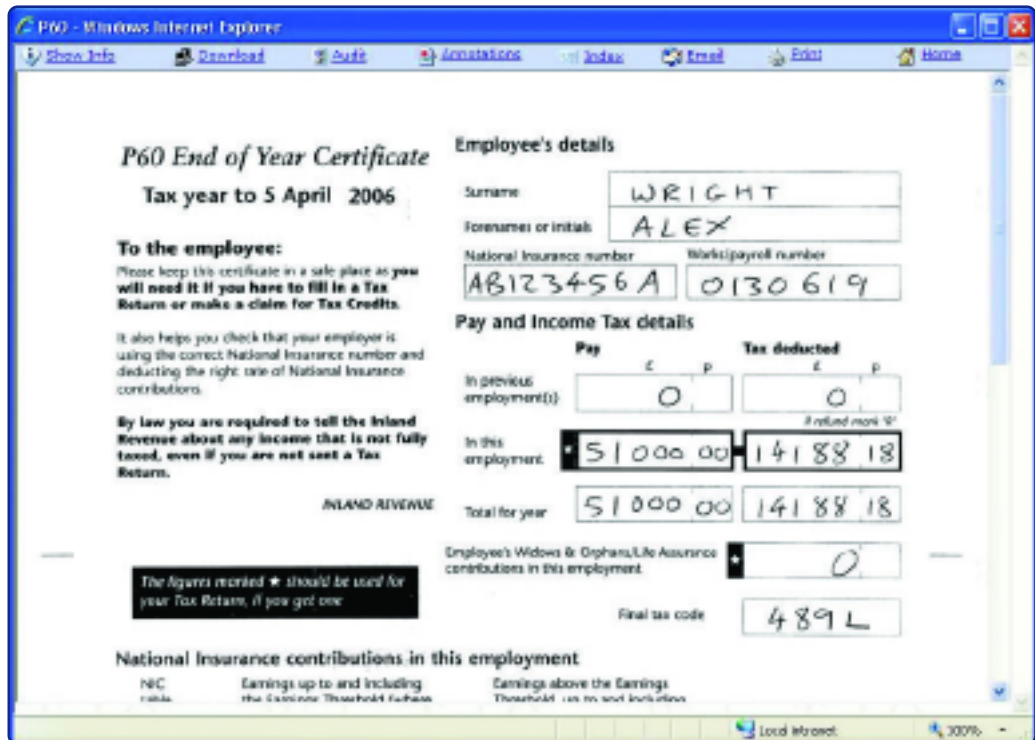 P60 - Windows Internet Explorer
Show Info Download Audit Annotations Index Email Print Home
P60 End of Year Certificate
Tax year to 5 April 2006
To the employee:
Please keep this certificate in a safe place as you
will need it if you have to fill in a Tax
Return or make a claim for Tax Credits.
It also helps you check that your employer is
using the correct National Insurance number and
deducting the right rate of National Insurance
contributions.
By law you are required to tell the Inland
Revenue about any income that is not fully
taxed, even if you are not sent a Tax
Return.
INLAND REVENUE
The figures marked ★ should be used for
your Tax Return, if you get one
Employee's details
Surname WRIGHT
Forenames or initials ALEX
National Insurance number Works/payroll number
AB123456A 0130619
Pay and Income Tax details
Pay Tax deducted
£ p £ p
In previous
employment(s) 0 0
If refund mark 'R'
In this
employment ★ 51000 00 14188 18
Total for year 51000 00 14188 18
Employee's Widows & Orphans/Life Assurance
contributions in this employment ★ 0
Final tax code 489L
National Insurance contributions in this employment
NIC Earnings up to and including Earnings above the Earnings
table the Earnings Threshold (where Threshold, up to and including
Local intranet 100%